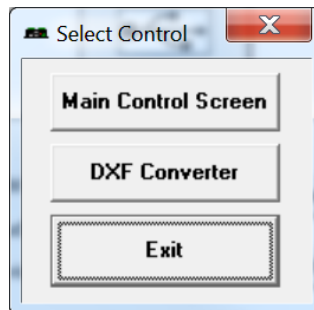 Select Control
Main Control Screen
DXF Converter
Exit